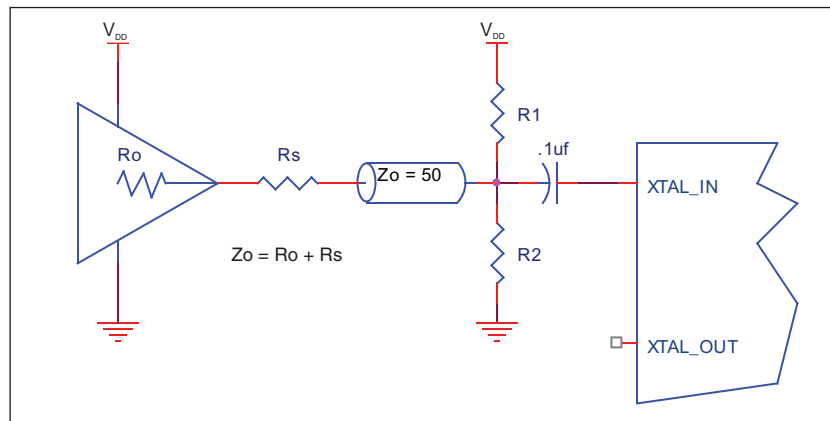 VDD
VDD
R1
.1uf
Ro
Rs
Zo = 50
XTAL_IN
Zo = Ro + Rs
R2
XTAL_OUT